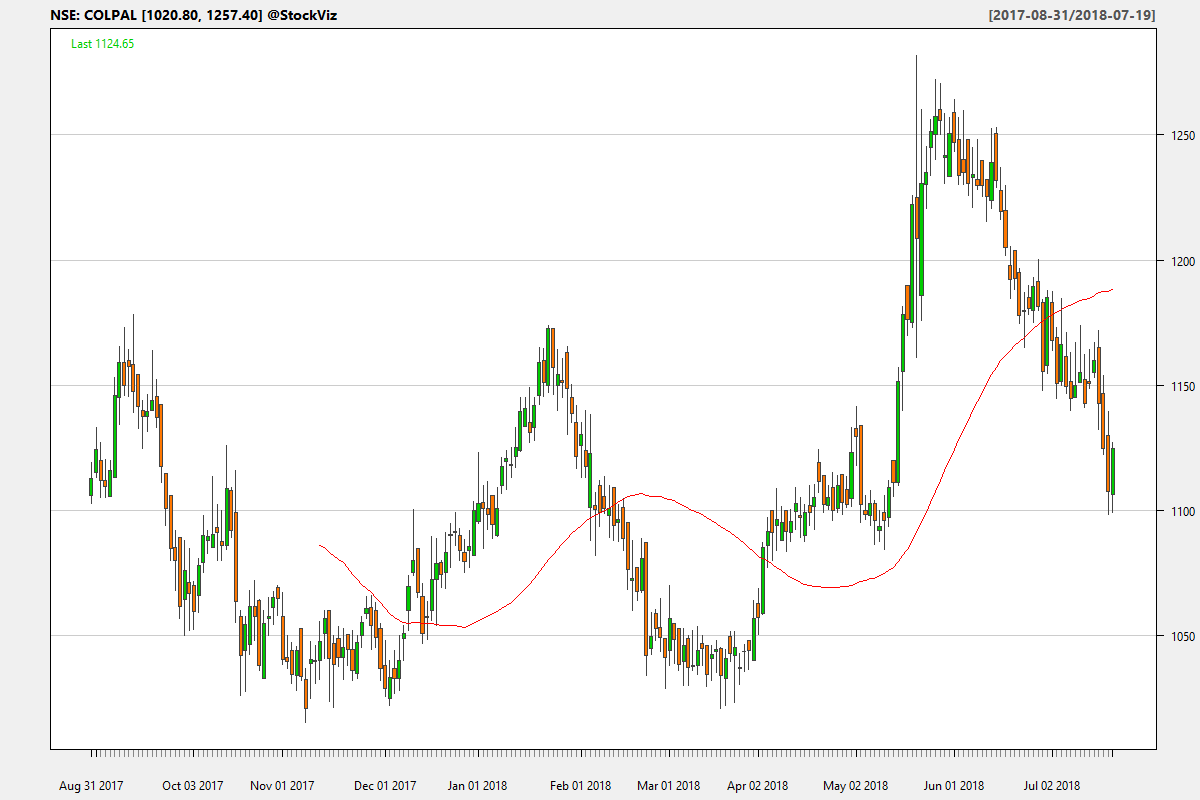 NSE: COLPAL [1020.80, 1257.40] @StockViz
[2017-08-31/2018-07-19]
Last 1124.65
1250
1200
1150
1100
1050
Aug 31 2017 Oct 03 2017 Nov 01 2017 Dec 01 2017 Jan 01 2018 Feb 01 2018 Mar 01 2018 Apr 02 2018 May 02 2018 Jun 01 2018 Jul 02 2018